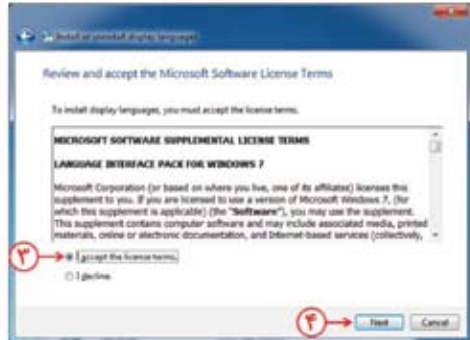 Install or uninstall display languages
Review and accept the Microsoft Software License Terms
To install display languages, you must accept the license terms.
MICROSOFT SOFTWARE SUPPLEMENTAL LICENSE TERMS
LANGUAGE INTERFACE PACK FOR WINDOWS 7
Microsoft Corporation (or based on where you live, one of its affiliates) licenses this
supplement to you. If you are licensed to use a version of Microsoft Windows 7, (for
which this supplement is applicable) (the "Software"), you may use the supplement.
This supplement contains computer software and may include associated media, printed
materials, online or electronic documentation, and Internet-based services (collectively,
۳
I accept the license terms.
I decline.
۴
Next Cancel